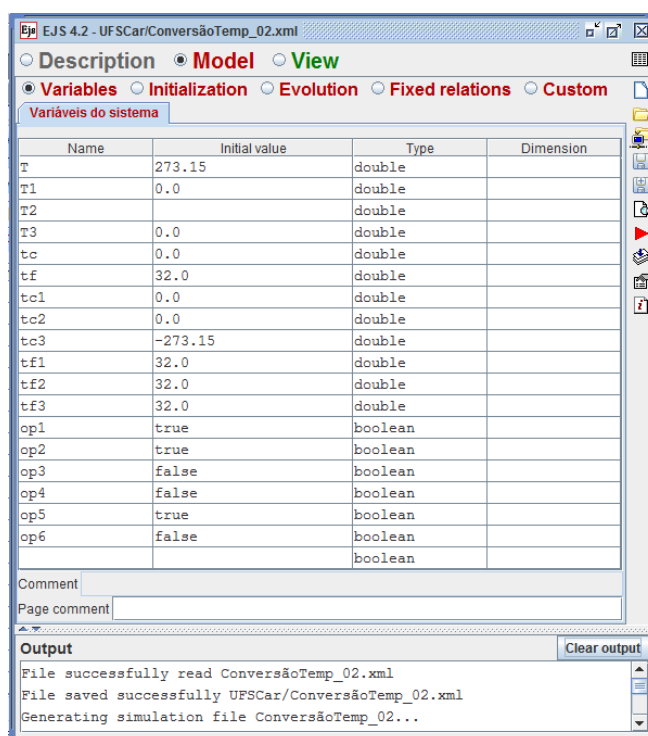 Ejs EJS 4.2 - UFSCar/ConversãoTemp_02.xml
Description Model View
Variables Initialization Evolution Fixed relations Custom
Variáveis do sistema
Name Initial value Type Dimension
T 273.15 double
T1 0.0 double
T2 double
T3 0.0 double
tc 0.0 double
tf 32.0 double
tc1 0.0 double
tc2 0.0 double
tc3 -273.15 double
tf1 32.0 double
tf2 32.0 double
tf3 32.0 double
op1 true boolean
op2 true boolean
op3 false boolean
op4 false boolean
op5 true boolean
op6 false boolean
boolean
Comment
Page comment
Output Clear output
File successfully read ConversãoTemp_02.xml
File saved successfully UFSCar/ConversãoTemp_02.xml
Generating simulation file ConversãoTemp_02...